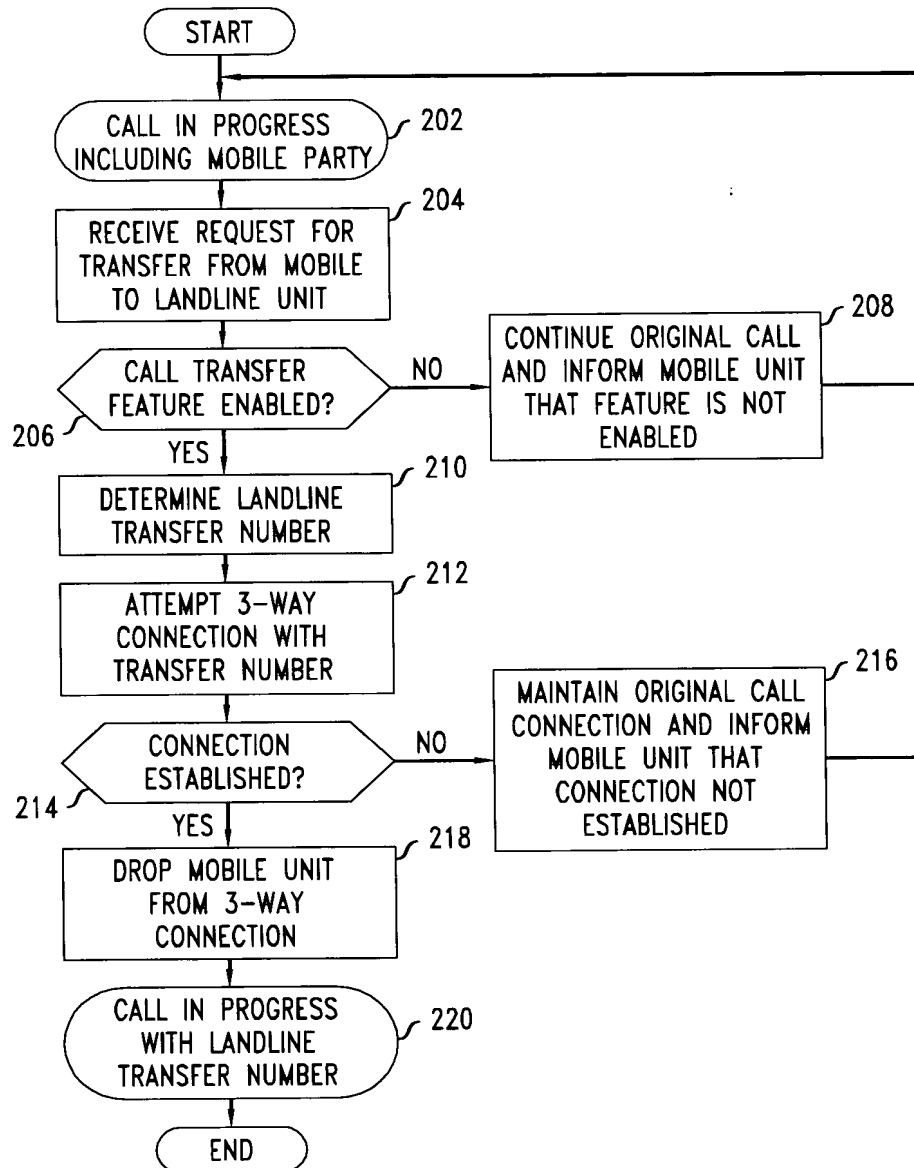 START
CALL IN PROGRESS
INCLUDING MOBILE PARTY
202
RECEIVE REQUEST FOR
TRANSFER FROM MOBILE
TO LANDLINE UNIT
204
CALL TRANSFER
FEATURE ENABLED?
206
NO
YES
CONTINUE ORIGINAL CALL
AND INFORM MOBILE UNIT
THAT FEATURE IS NOT
ENABLED
208
DETERMINE LANDLINE
TRANSFER NUMBER
210
ATTEMPT 3-WAY
CONNECTION WITH
TRANSFER NUMBER
212
CONNECTION
ESTABLISHED?
214
NO
YES
MAINTAIN ORIGINAL CALL
CONNECTION AND INFORM
MOBILE UNIT THAT
CONNECTION NOT
ESTABLISHED
216
DROP MOBILE UNIT
FROM 3-WAY
CONNECTION
218
CALL IN PROGRESS
WITH LANDLINE
TRANSFER NUMBER
220
END